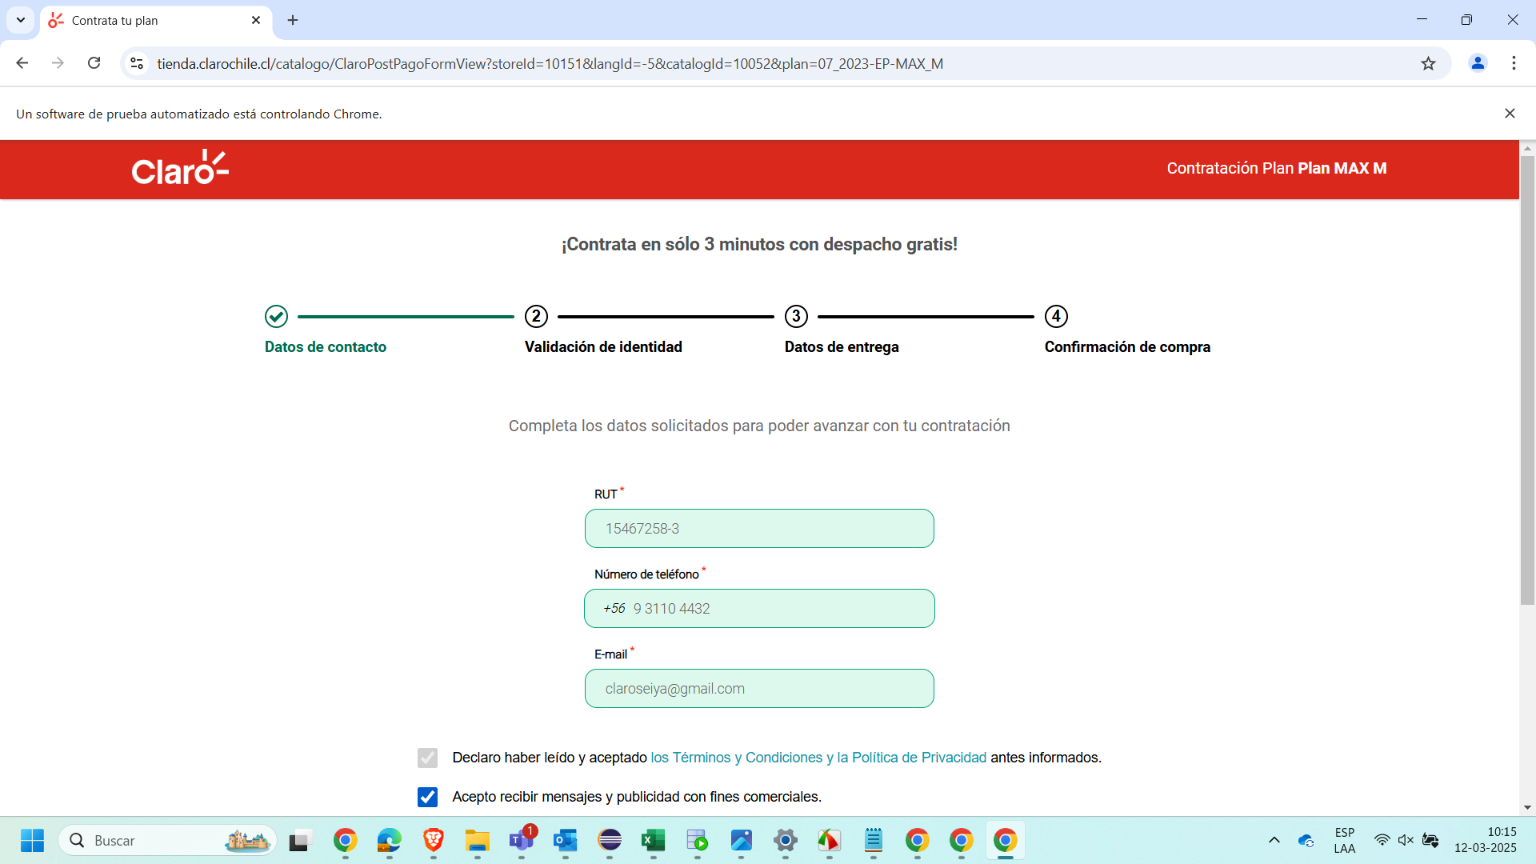 Contrata tu plan
tienda.clarochile.cl/catalogo/ClaroPostPagoFormView?storeId=10151&langId=-5&catalogId=10052&plan=07_2023-EP-MAX_M
Un software de prueba automatizado está controlando Chrome.
Claro
Contratación Plan Plan MAX M
¡Contrata en sólo 3 minutos con despacho gratis!
2
3
4
Datos de contacto
Validación de identidad
Datos de entrega
Confirmación de compra
Completa los datos solicitados para poder avanzar con tu contratación
RUT *
15467258-3
Número de teléfono *
+56 9 3110 4432
E-mail *
claroseiya@gmail.com
Declaro haber leído y aceptado los Términos y Condiciones y la Política de Privacidad antes informados.
Acepto recibir mensajes y publicidad con fines comerciales.
Buscar
1
ESP
LAA
10:15
12-03-2025